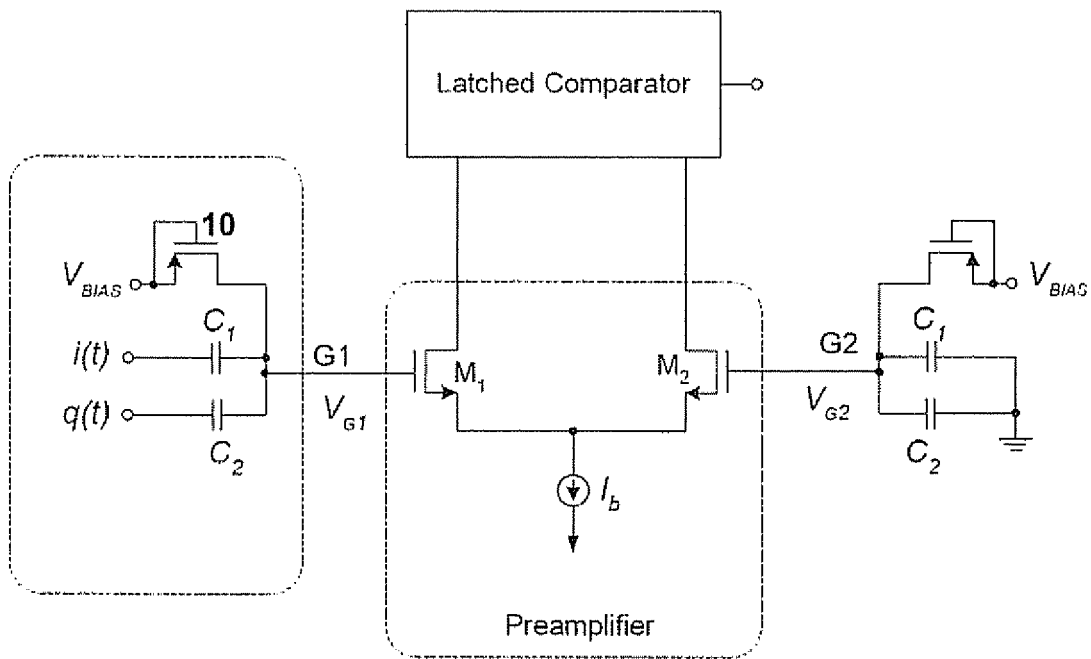 Latched Comparator
10
V_BIAS
C_1
i(t)
q(t)
C_2
G1
V_G1
M_1
M_2
G2
V_G2
V_BIAS
C_1
C_2
I_b
Preamplifier